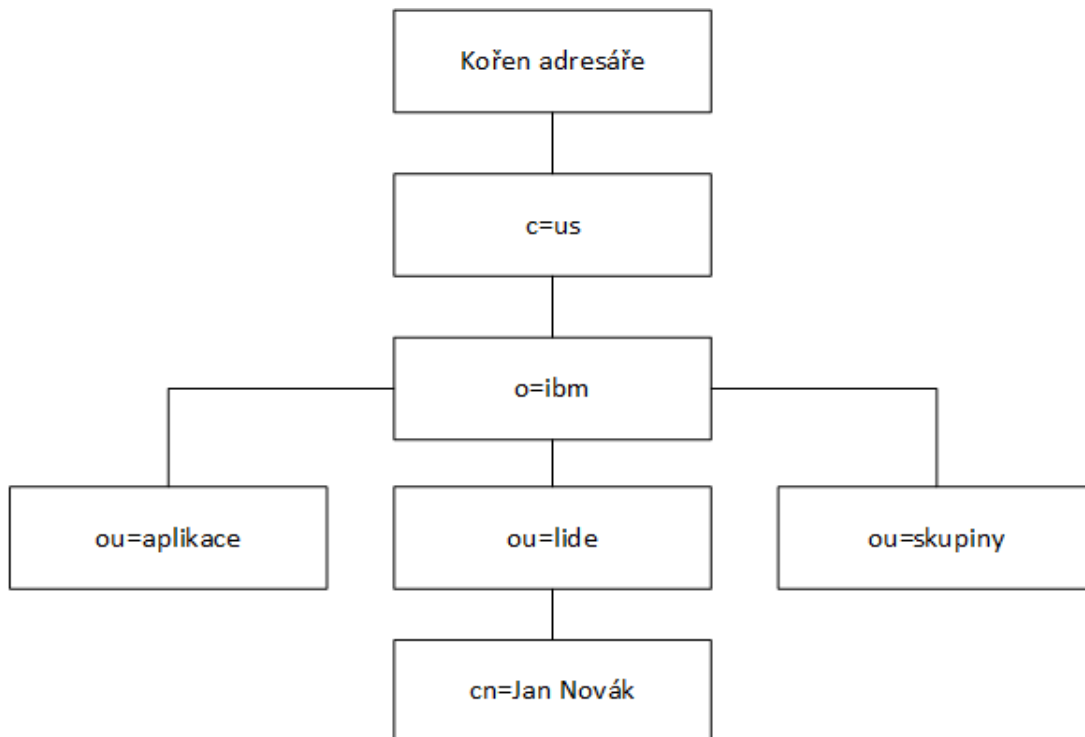 Kořen adresáře
c=us
o=ibm
ou=aplikace
ou=lide
ou=skupiny
cn=Jan Novák